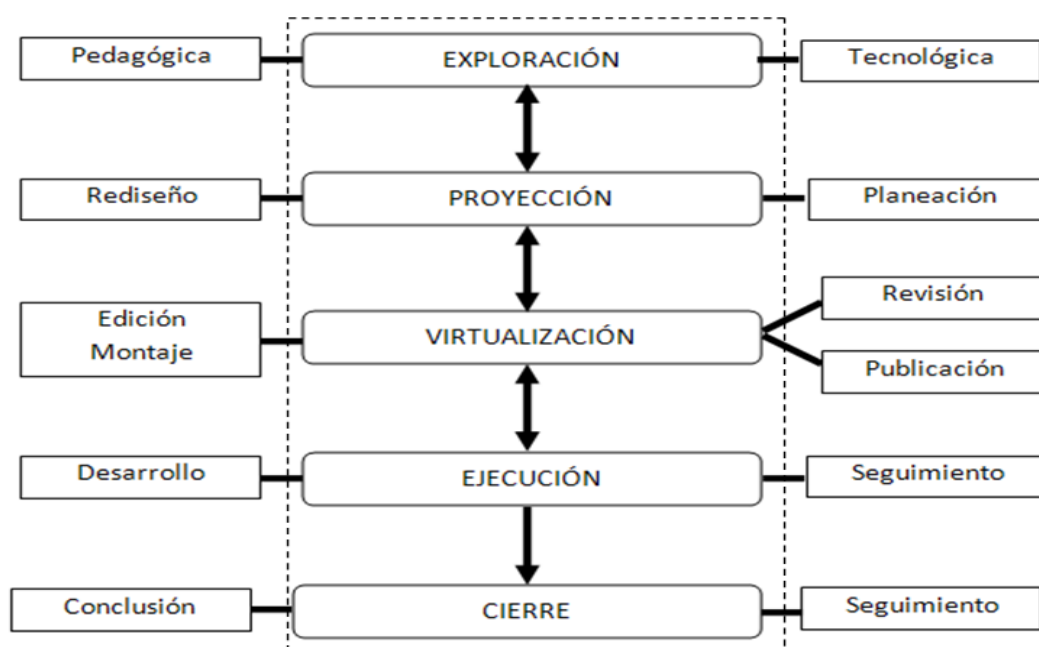 Pedagógica
EXPLORACIÓN
Tecnológica
Rediseño
PROYECCIÓN
Planeación
Edición
Montaje
VIRTUALIZACIÓN
Revisión
Publicación
Desarrollo
EJECUCIÓN
Seguimiento
Conclusión
CIERRE
Seguimiento